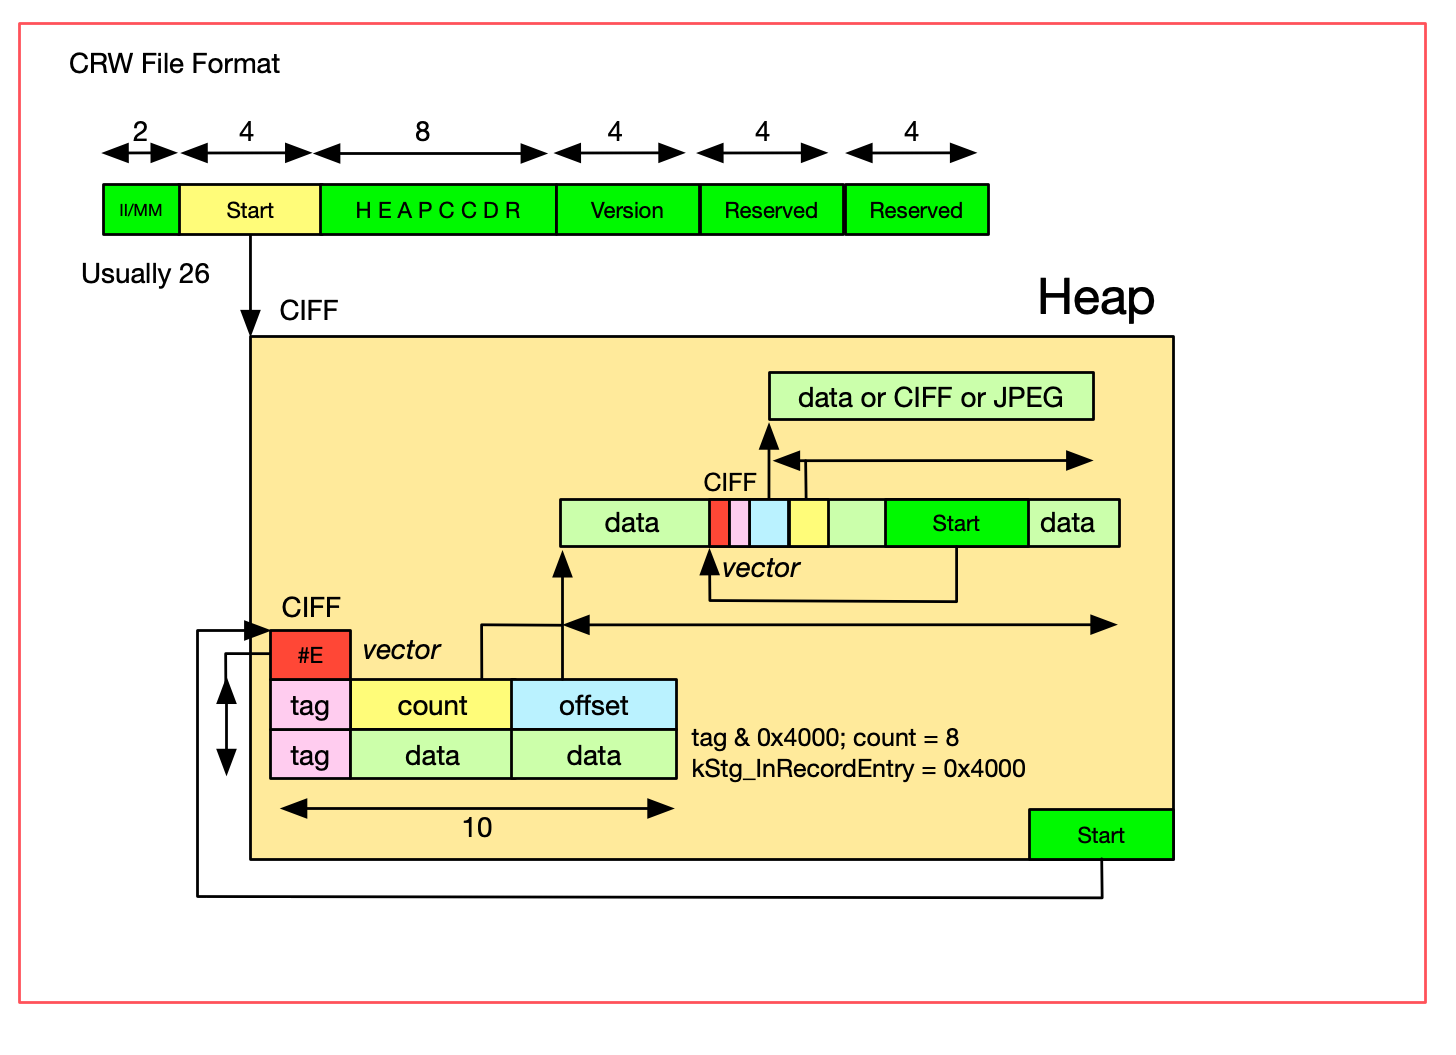 CRW File Format
2 4 8 4 4 4
II/MM Start H E A P C C D R Version Reserved Reserved
Usually 26
CIFF
Heap
data or CIFF or JPEG
CIFF
data Start data
vector
CIFF
#E vector
tag count offset
tag data data
tag & 0x4000; count = 8
kStg_InRecordEntry = 0x4000
10
Start